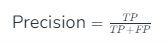 Precision = TP / TP+FP